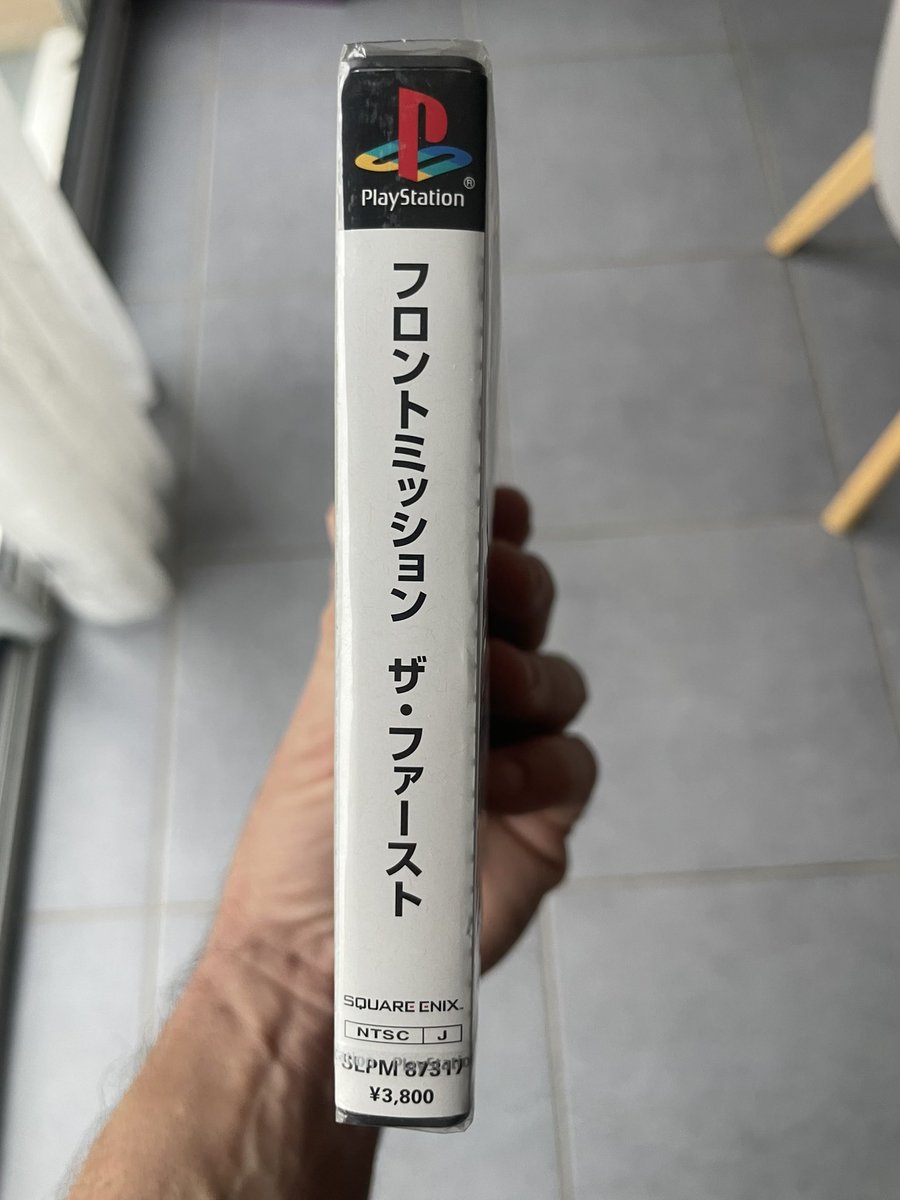 PlayStation®
フロントミッション ザ・ファースト
SQUARE ENIX™
NTSC J
SLPM 87317
¥3,800